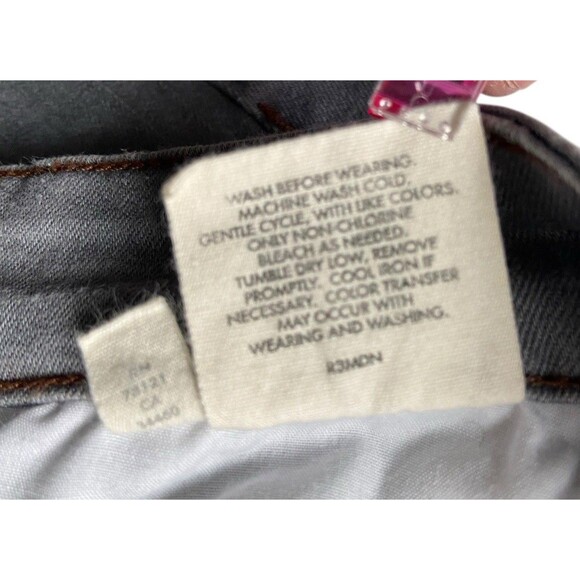 WASH BEFORE WEARING.
MACHINE WASH COLD,
GENTLE CYCLE, WITH LIKE COLORS.
ONLY NON-CHLORINE
BLEACH AS NEEDED.
TUMBLE DRY LOW, REMOVE
PROMPTLY. COOL IRON IF
NECESSARY. COLOR TRANSFER
MAY OCCUR WITH
WEARING AND WASHING.
R3MDN
RN
CA